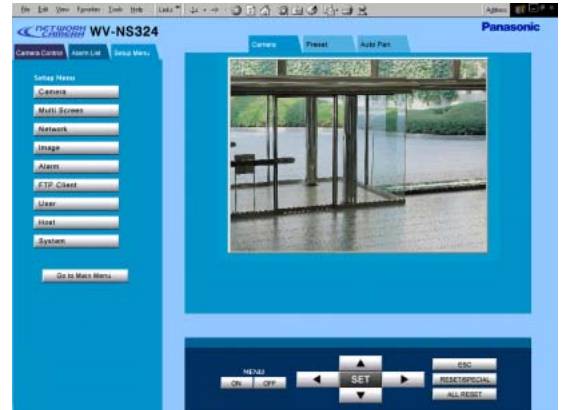 File Edit View Favorites Tools Help Links
Address
NETWORK
CAMERA WV-NS324
Panasonic
Camera Control Alarm List Setup Menu
Camera Preset Auto Pan
Setup Menu
Camera
Multi Screen
Network
Image
Alarm
FTP Client
User
Host
System
Go to Main Menu
MENU
ON OFF
SET
ESC
RESET/SPECIAL
ALL RESET